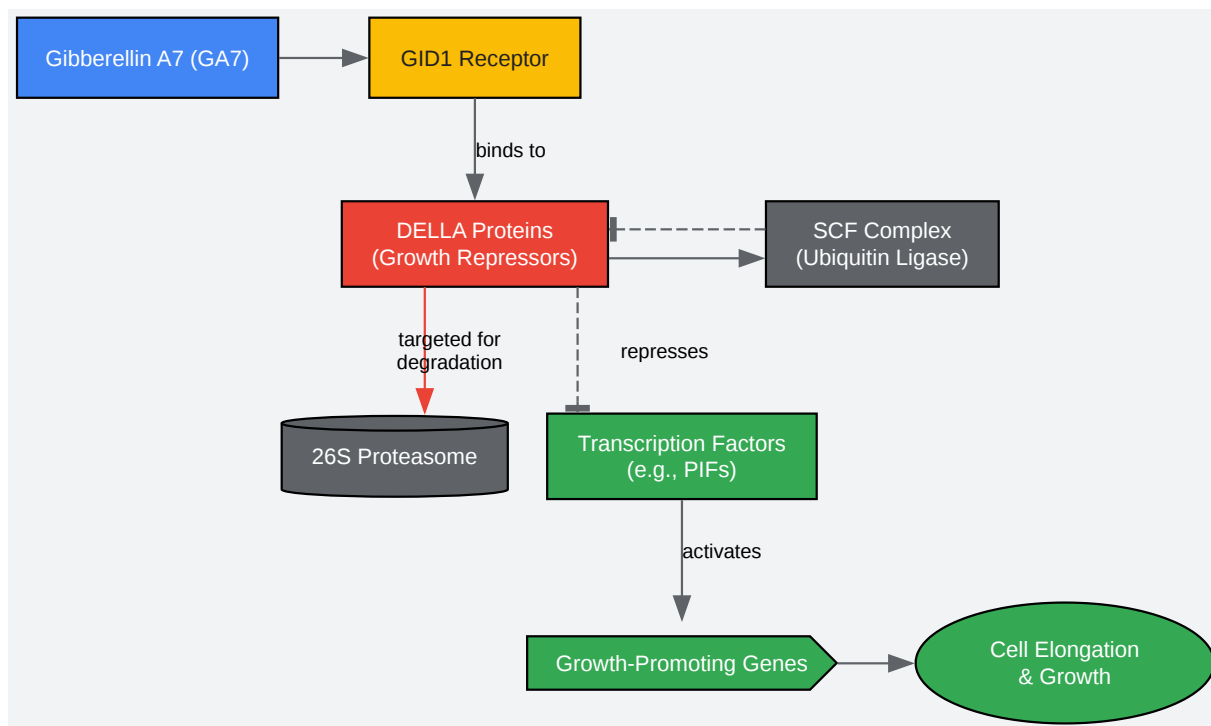 Gibberellin A7 (GA7)
GID1 Receptor
binds to
DELLA Proteins
(Growth Repressors)
SCF Complex
(Ubiquitin Ligase)
targeted for
degradation
represses
26S Proteasome
Transcription Factors
(e.g., PIFs)
activates
Growth-Promoting Genes
Cell Elongation
& Growth